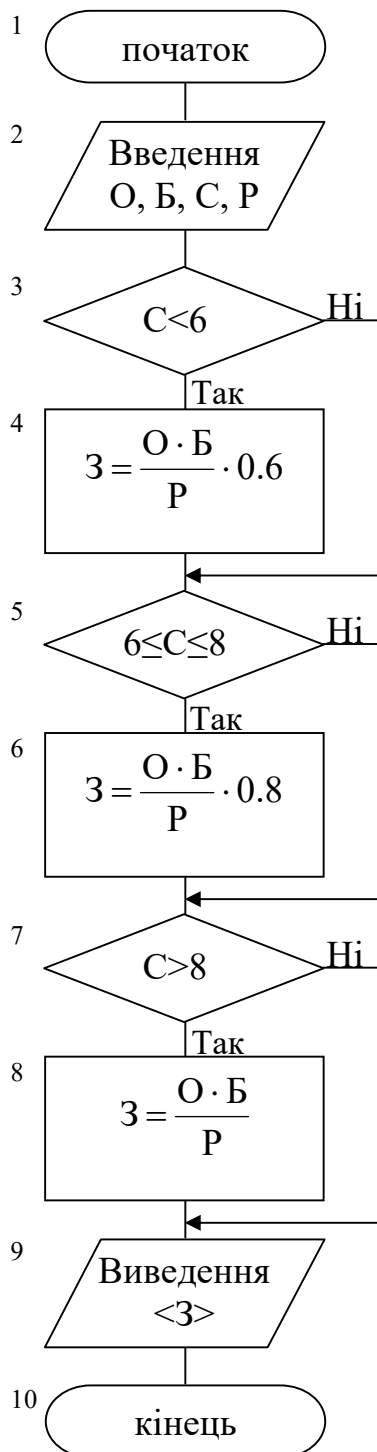 1
початок
2
Введення
О, Б, С, Р
3
С<6
Ні
Так
4
З = О · Б / Р · 0.6
5
6≤С≤8
Ні
Так
6
З = О · Б / Р · 0.8
7
С>8
Ні
Так
8
З = О · Б / Р
9
Виведення
<З>
10
кінець